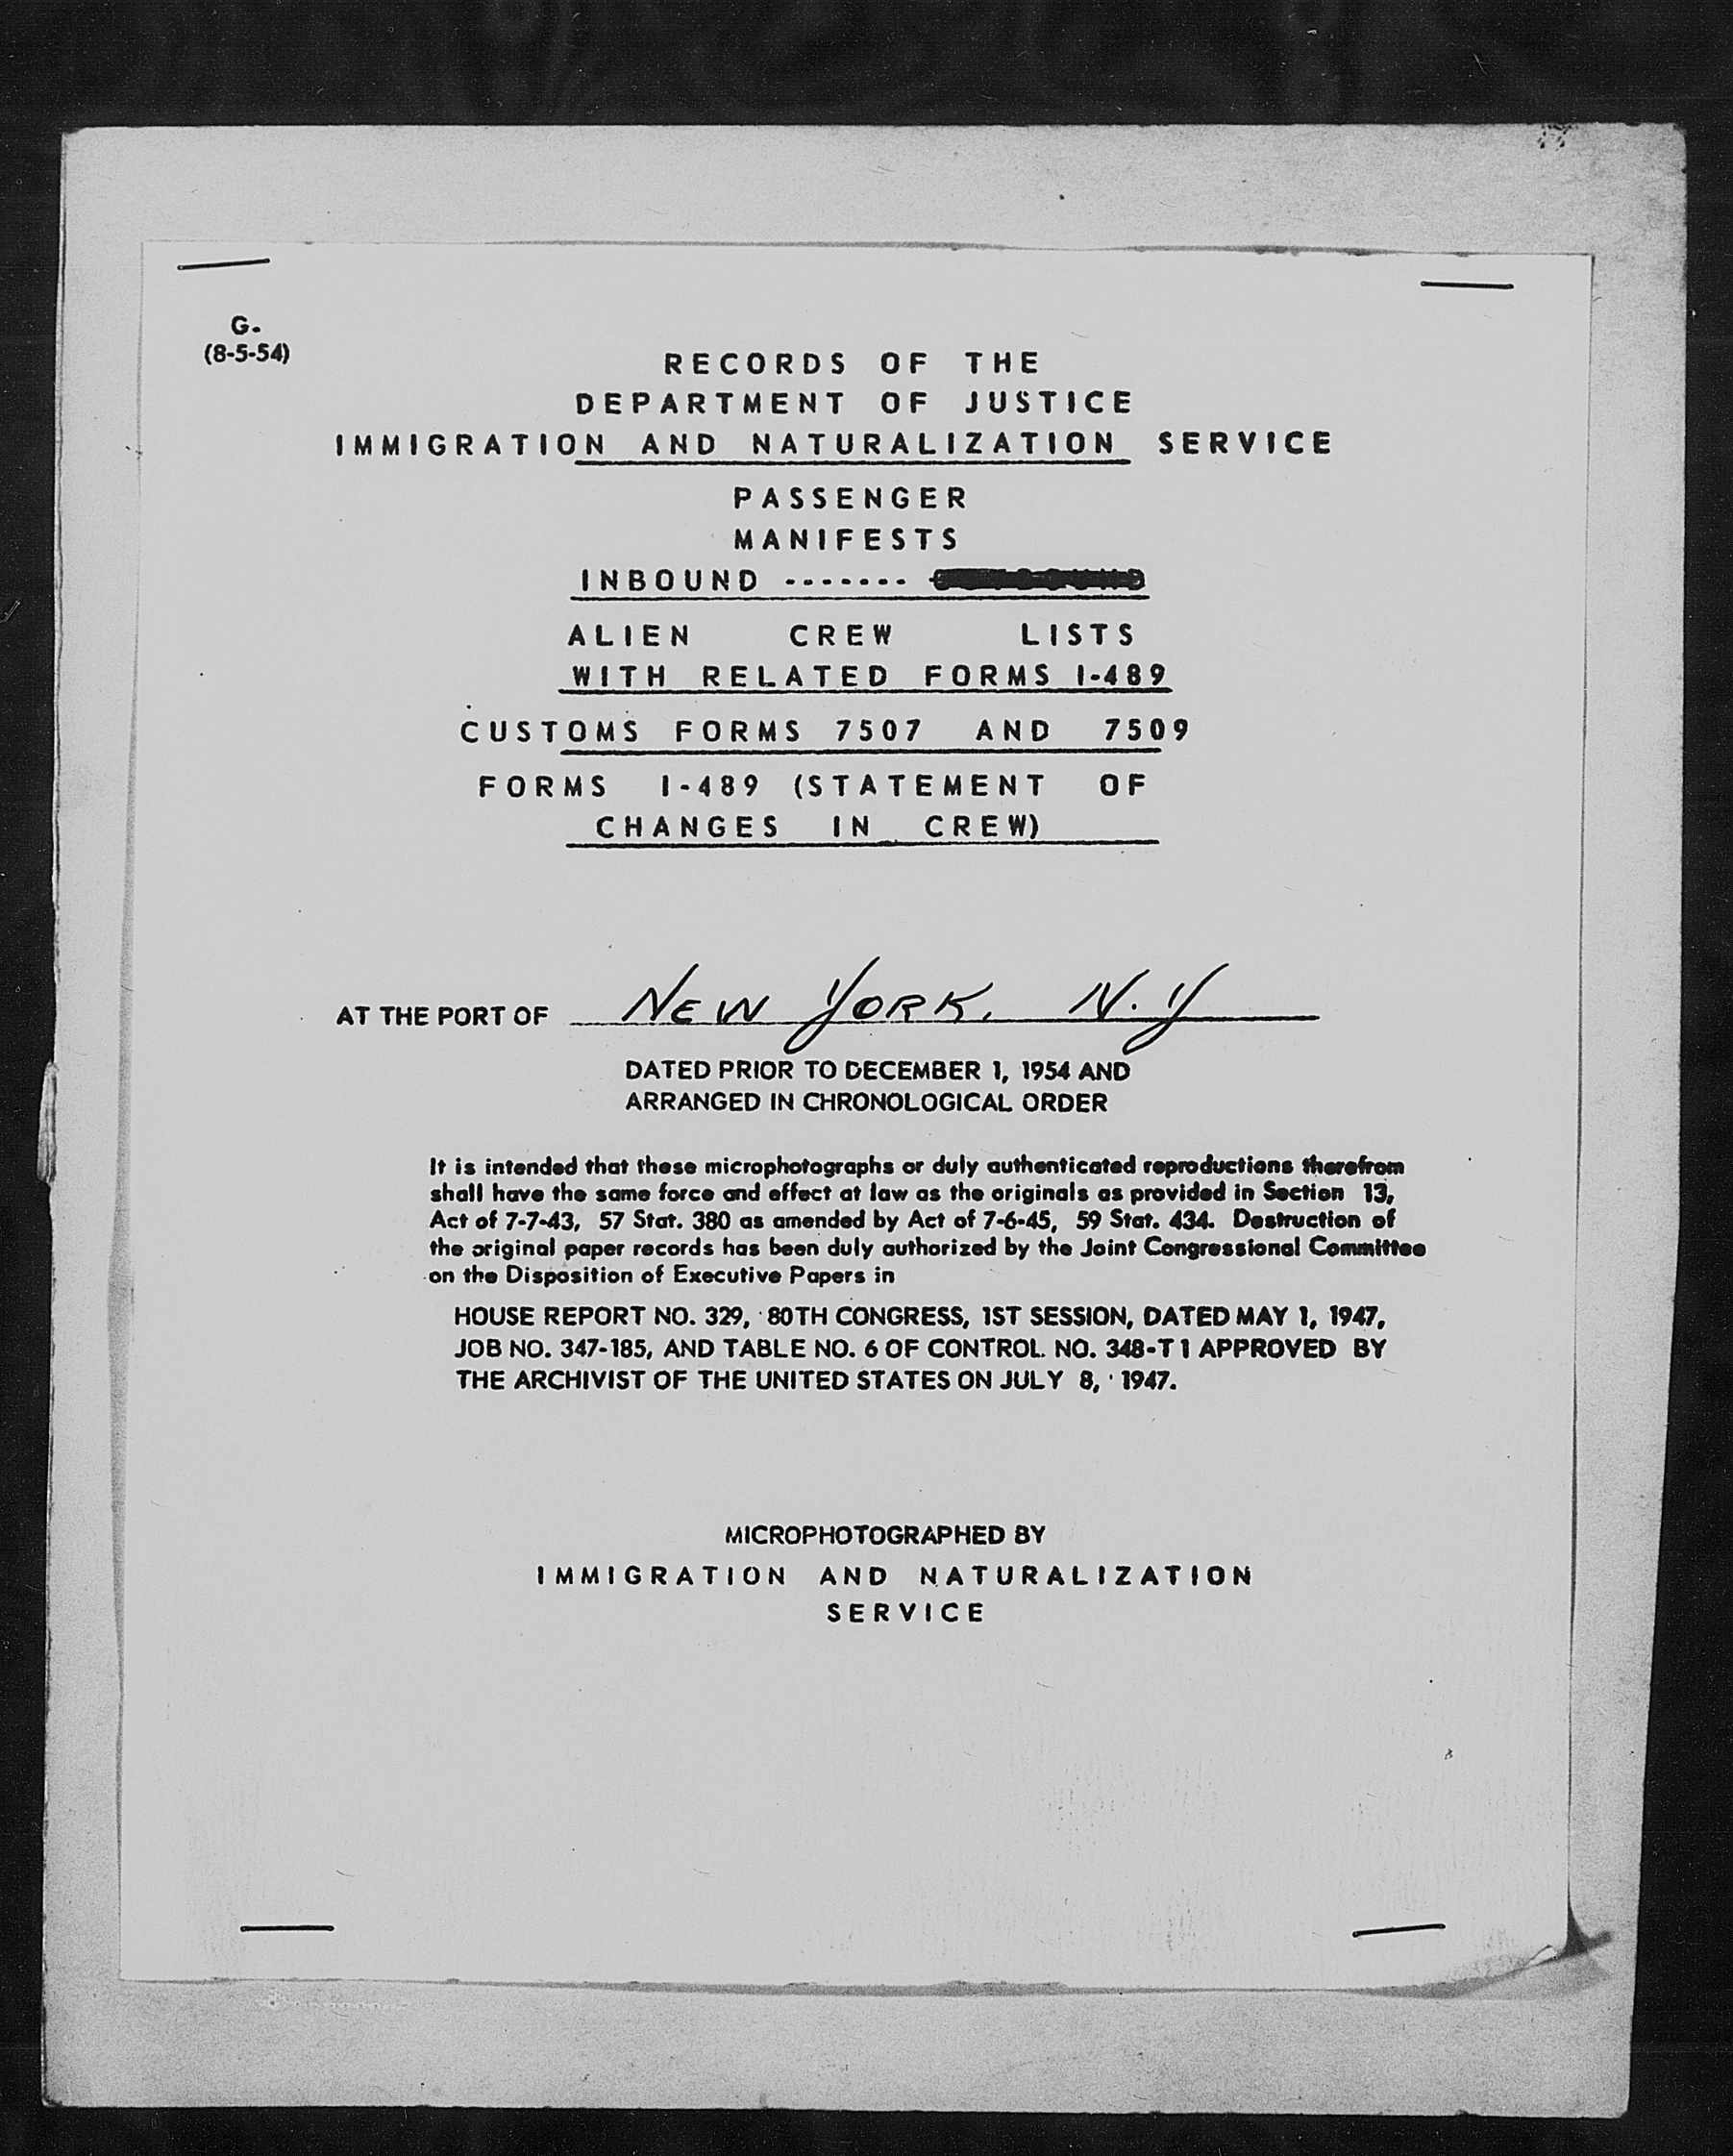 G.
(8-5-54)
RECORDS OF THE
DEPARTMENT OF JUSTICE
IMMIGRATION AND NATURALIZATION SERVICE
PASSENGER
MANIFESTS
INBOUND -------
ALIEN CREW LISTS
WITH RELATED FORMS I-489
CUSTOMS FORMS 7507 AND 7509
FORMS I-489 (STATEMENT OF
CHANGES IN CREW)
AT THE PORT OF NEW YORK, N.Y
DATED PRIOR TO DECEMBER 1, 1954 AND
ARRANGED IN CHRONOLOGICAL ORDER
It is intended that these microphotographs or duly authenticated reproductions therefrom
shall have the same force and effect at law as the originals as provided in Section 13,
Act of 7-7-43, 57 Stat. 380 as amended by Act of 7-6-45, 59 Stat. 434. Destruction of
the original paper records has been duly authorized by the Joint Congressional Committee
on the Disposition of Executive Papers in
HOUSE REPORT NO. 329, 80TH CONGRESS, 1ST SESSION, DATED MAY 1, 1947,
JOB NO. 347-185, AND TABLE NO. 6 OF CONTROL NO. 348-T1 APPROVED BY
THE ARCHIVIST OF THE UNITED STATES ON JULY 8, 1947.
MICROPHOTOGRAPHED BY
IMMIGRATION AND NATURALIZATION
SERVICE